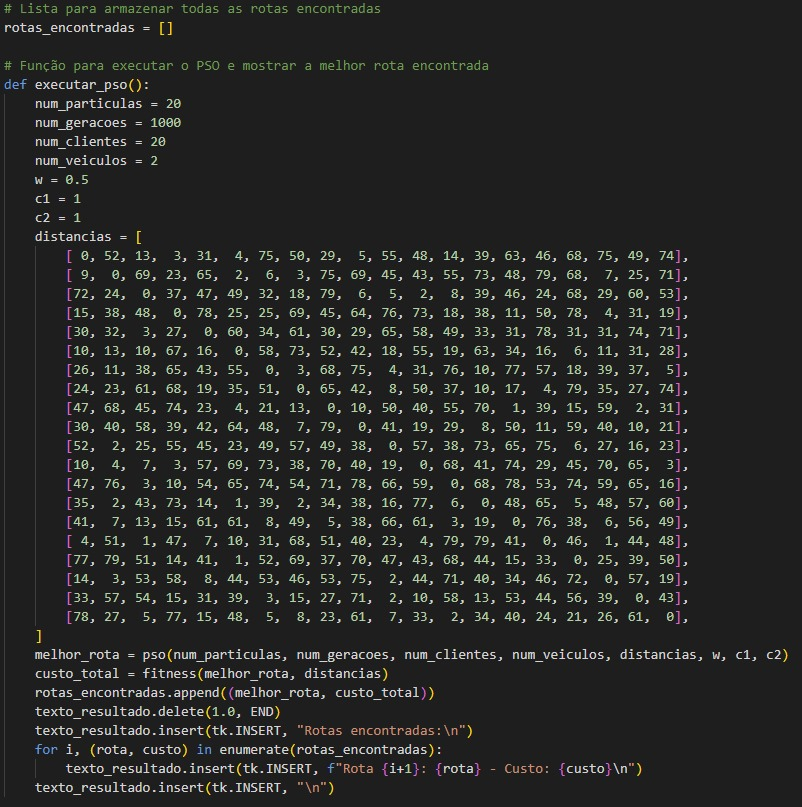 # Lista para armazenar todas as rotas encontradas
rotas_encontradas = []
# Função para executar o PSO e mostrar a melhor rota encontrada
def executar_pso():
    num_particulas = 20
    num_geracoes = 1000
    num_clientes = 20
    num_veiculos = 2
    w = 0.5
    c1 = 1
    c2 = 1
    distancias = [
        [ 0, 52, 13,  3, 31,  4, 75, 50, 29,  5, 55, 48, 14, 39, 63, 46, 68, 75, 49, 74],
        [ 9,  0, 69, 23, 65,  2,  6,  3, 75, 69, 45, 43, 55, 73, 48, 79, 68,  7, 25, 71],
        [72, 24,  0, 37, 47, 49, 32, 18, 79,  6,  5,  2,  8, 39, 46, 24, 68, 29, 60, 53],
        [15, 38, 48,  0, 78, 25, 25, 69, 45, 64, 76, 73, 18, 38, 11, 50, 78,  4, 31, 19],
        [30, 32,  3, 27,  0, 60, 34, 61, 30, 29, 65, 58, 49, 33, 31, 78, 31, 31, 74, 71],
        [10, 13, 10, 67, 16,  0, 58, 73, 52, 42, 18, 55, 19, 63, 34, 16,  6, 11, 31, 28],
        [26, 11, 38, 65, 43, 55,  0,  3, 68, 75,  4, 31, 76, 10, 77, 57, 18, 39, 37,  5],
        [24, 23, 61, 68, 19, 35, 51,  0, 65, 42,  8, 50, 37, 10, 17,  4, 79, 35, 27, 74],
        [47, 68, 45, 74, 23,  4, 21, 13,  0, 10, 50, 40, 55, 70,  1, 39, 15, 59,  2, 31],
        [30, 40, 58, 39, 42, 64, 48,  7, 79,  0, 41, 19, 29,  8, 50, 11, 59, 40, 10, 21],
        [52,  2, 25, 55, 45, 23, 49, 57, 49, 38,  0, 57, 38, 73, 65, 75,  6, 27, 16, 23],
        [10,  4,  7,  3, 57, 69, 73, 38, 70, 40, 19,  0, 68, 41, 74, 29, 45, 70, 65,  3],
        [47, 76,  3, 10, 54, 65, 74, 54, 71, 78, 66, 59,  0, 68, 78, 53, 74, 59, 65, 16],
        [35,  2, 43, 73, 14,  1, 39,  2, 34, 38, 16, 77,  6,  0, 48, 65,  5, 48, 57, 60],
        [41,  7, 13, 15, 61, 61,  8, 49,  5, 38, 66, 61,  3, 19,  0, 76, 38,  6, 56, 49],
        [ 4, 51,  1, 47,  7, 10, 31, 68, 51, 40, 23,  4, 79, 79, 41,  0, 46,  1, 44, 48],
        [77, 79, 51, 14, 41,  1, 52, 69, 37, 70, 47, 43, 68, 44, 15, 33,  0, 25, 39, 50],
        [14,  3, 53, 58,  8, 44, 53, 46, 53, 75,  2, 44, 71, 40, 34, 46, 72,  0, 57, 19],
        [33, 57, 54, 15, 31, 39,  3, 15, 27, 71,  2, 10, 58, 13, 53, 44, 56, 39,  0, 43],
        [78, 27,  5, 77, 15, 48,  5,  8, 23, 61,  7, 33,  2, 34, 40, 24, 21, 26, 61,  0],
    ]
    melhor_rota = pso(num_particulas, num_geracoes, num_clientes, num_veiculos, distancias, w, c1, c2)
    custo_total = fitness(melhor_rota, distancias)
    rotas_encontradas.append((melhor_rota, custo_total))
    texto_resultado.delete(1.0, END)
    texto_resultado.insert(tk.INSERT, "Rotas encontradas:\n")
    for i, (rota, custo) in enumerate(rotas_encontradas):
        texto_resultado.insert(tk.INSERT, f"Rota {i+1}: {rota} - Custo: {custo}\n")
    texto_resultado.insert(tk.INSERT, "\n")